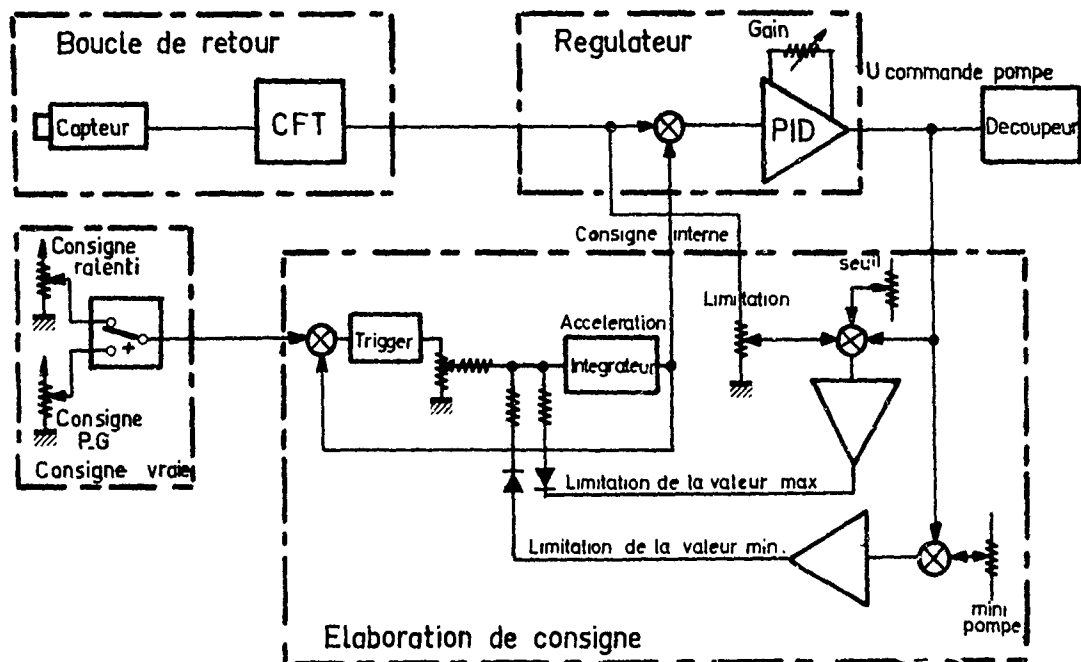 Boucle de retour
Capteur
CFT
Régulateur
Gain
PID
U commande pompe
Decoupeur
Consigne
ralenti
+
Consigne
P.G
Consigne vraie
Consigne interne
Trigger
Acceleration
Integrateur
Limitation
seuil
Limitation de la valeur max
Limitation de la valeur min.
mini
pompe
Elaboration de consigne